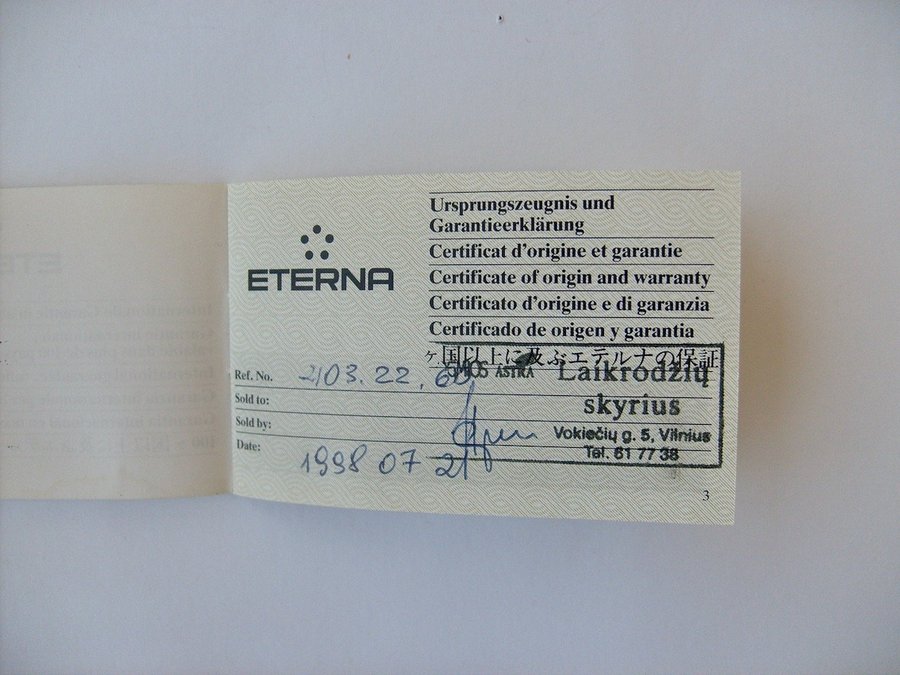 ETERNA
Ursprungszeugnis und
Garantieerklärung
Certificat d'origine et garantie
Certificate of origin and warranty
Certificato d'origine e di garanzia
Certificado de origen y garantia
ヶ国以上に及ぶエテルナの保証
Ref. No. 2103.22.60
Sold to:
Sold by:
Date: 1998 07 21
ASTRA Laikrodžių
skyrius
Vokiečių g. 5, Vilnius
Tel. 61 77 38
3